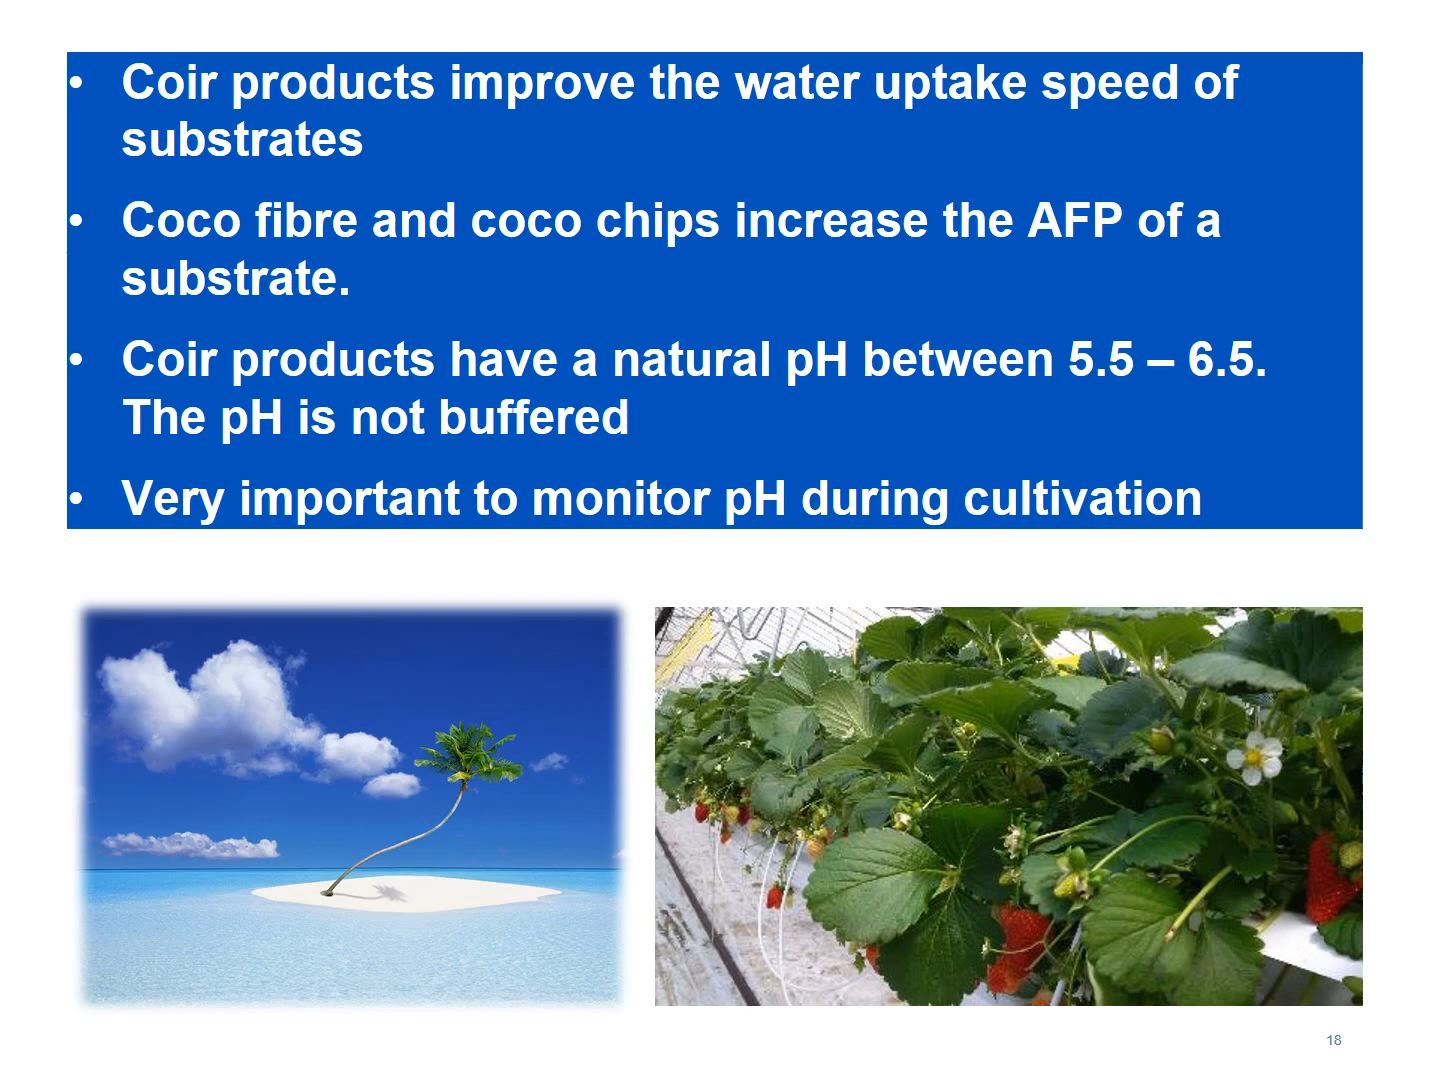 • Coir products improve the water uptake speed of
substrates
• Coco fibre and coco chips increase the AFP of a
substrate.
• Coir products have a natural pH between 5.5 – 6.5.
The pH is not buffered
• Very important to monitor pH during cultivation
18